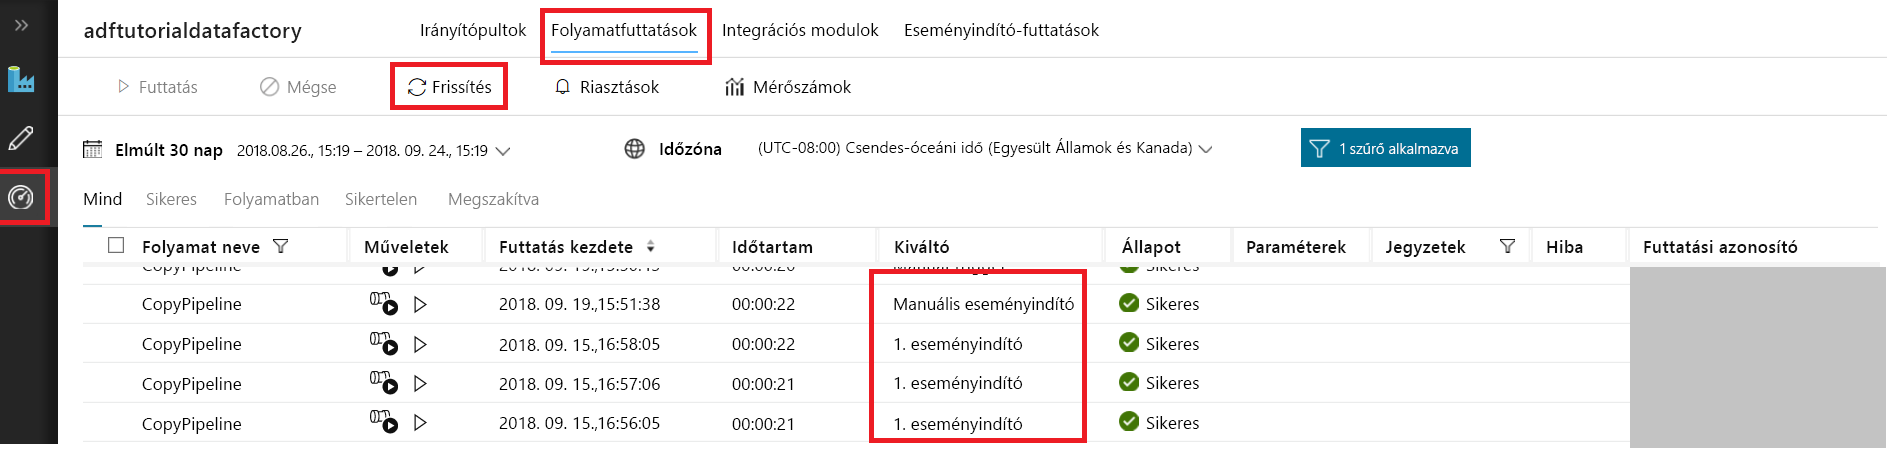 adftutorialdatafactory Irányítópultok Folyamatfuttatások Integrációs modulok Eseményindító-futtatások
Futtatás Mégse Frissítés Riasztások Mérőszámok
Elmúlt 30 nap 2018.08.26., 15:19 – 2018. 09. 24., 15:19 Időzóna (UTC-08:00) Csendes-óceáni idő (Egyesült Államok és Kanada) 1 szűrő alkalmazva
Mind Sikeres Folyamatban Sikertelen Megszakítva
Folyamat neve Műveletek Futtatás kezdete Időtartam Kiváltó Állapot Paraméterek Jegyzetek Hiba Futtatási azonosító
CopyPipeline 00:00:20 Sikeres
CopyPipeline 2018. 09. 19.,15:51:38 00:00:22 Manuális eseményindító Sikeres
CopyPipeline 2018. 09. 15.,16:58:05 00:00:22 1. eseményindító Sikeres
CopyPipeline 2018. 09. 15.,16:57:06 00:00:21 1. eseményindító Sikeres
CopyPipeline 2018. 09. 15.,16:56:05 00:00:21 1. eseményindító Sikeres